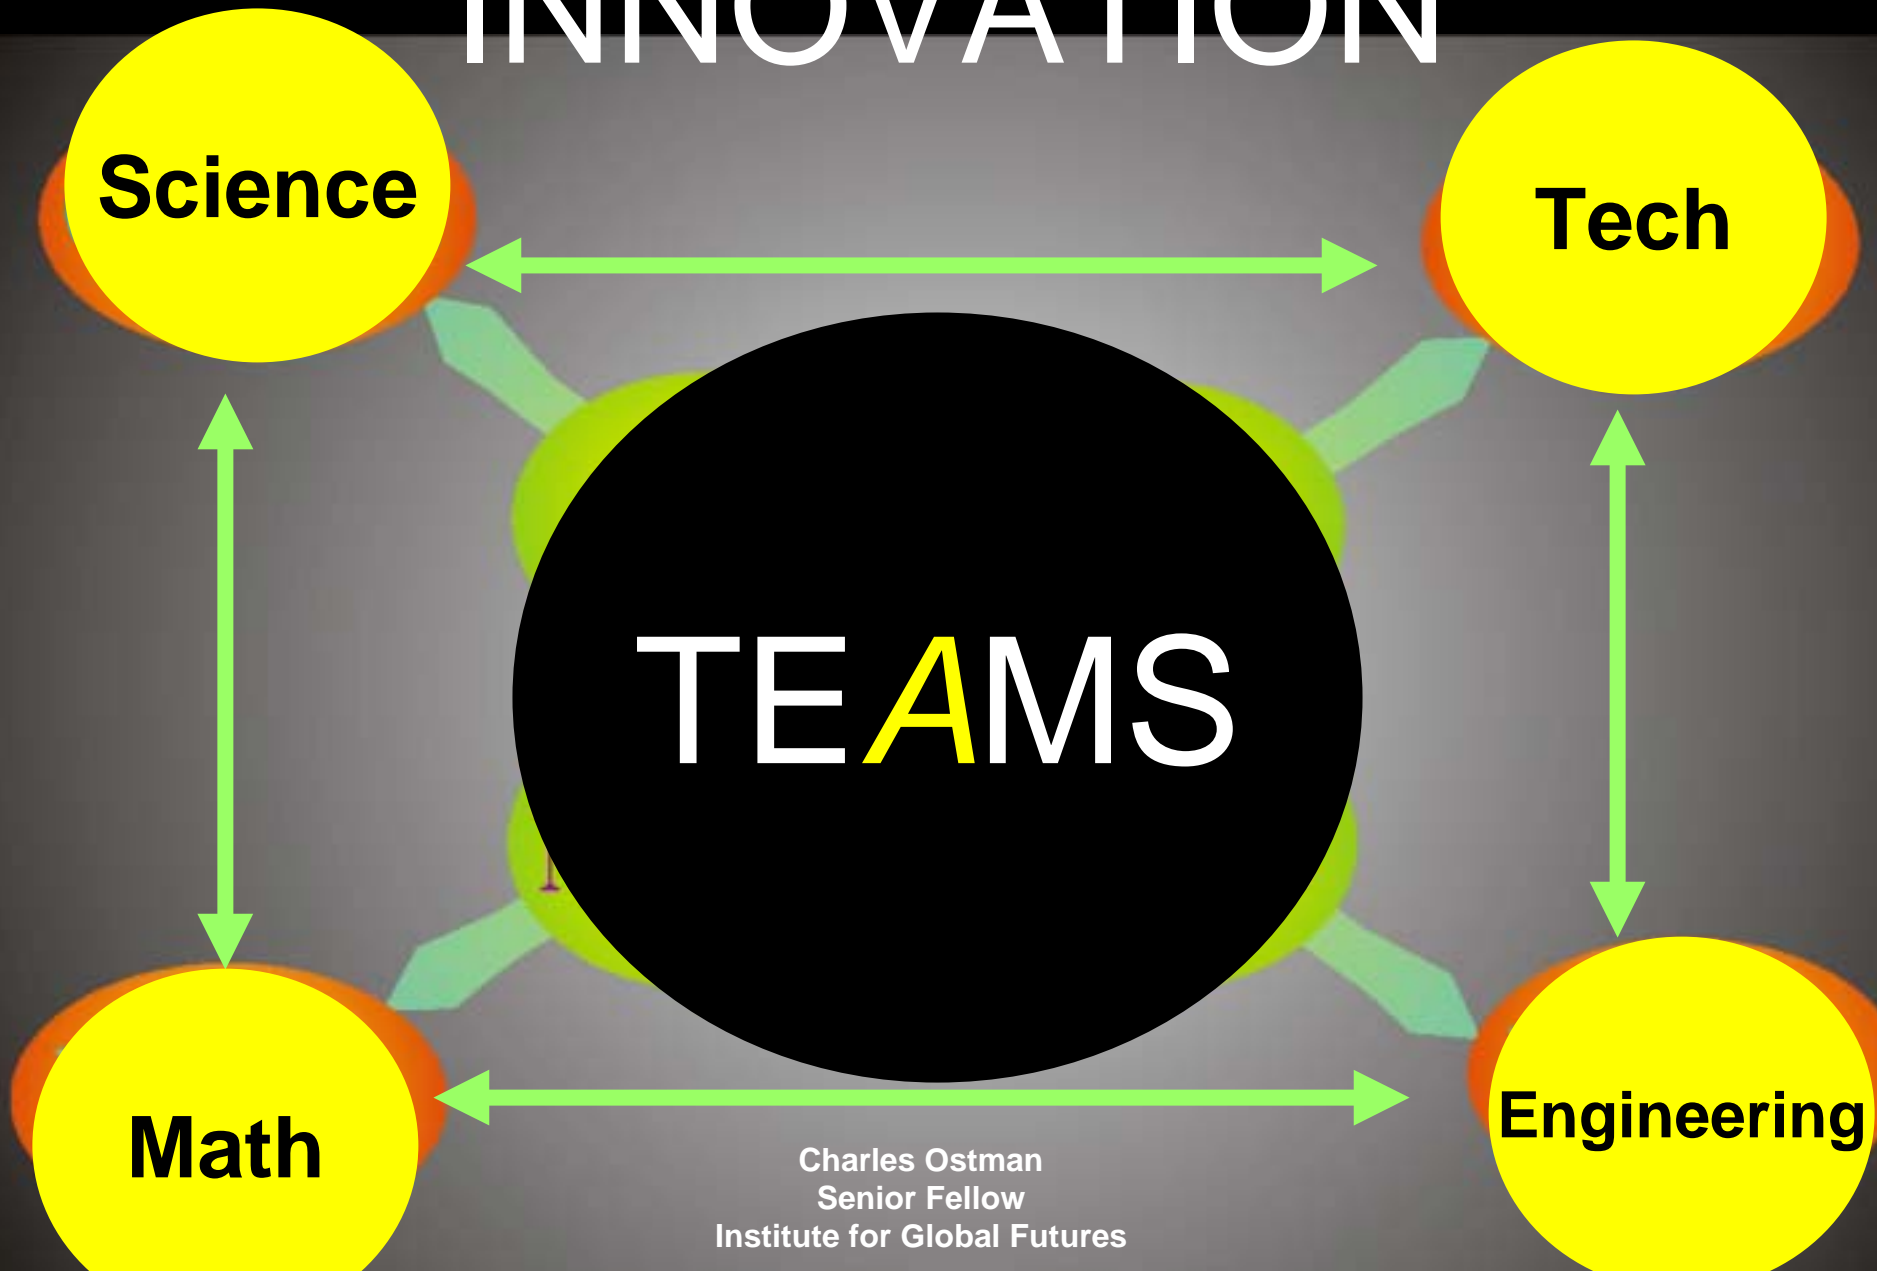 INNOVATION
Science
Tech
TEAMS
Math
Engineering
Charles Ostman
Senior Fellow
Institute for Global Futures